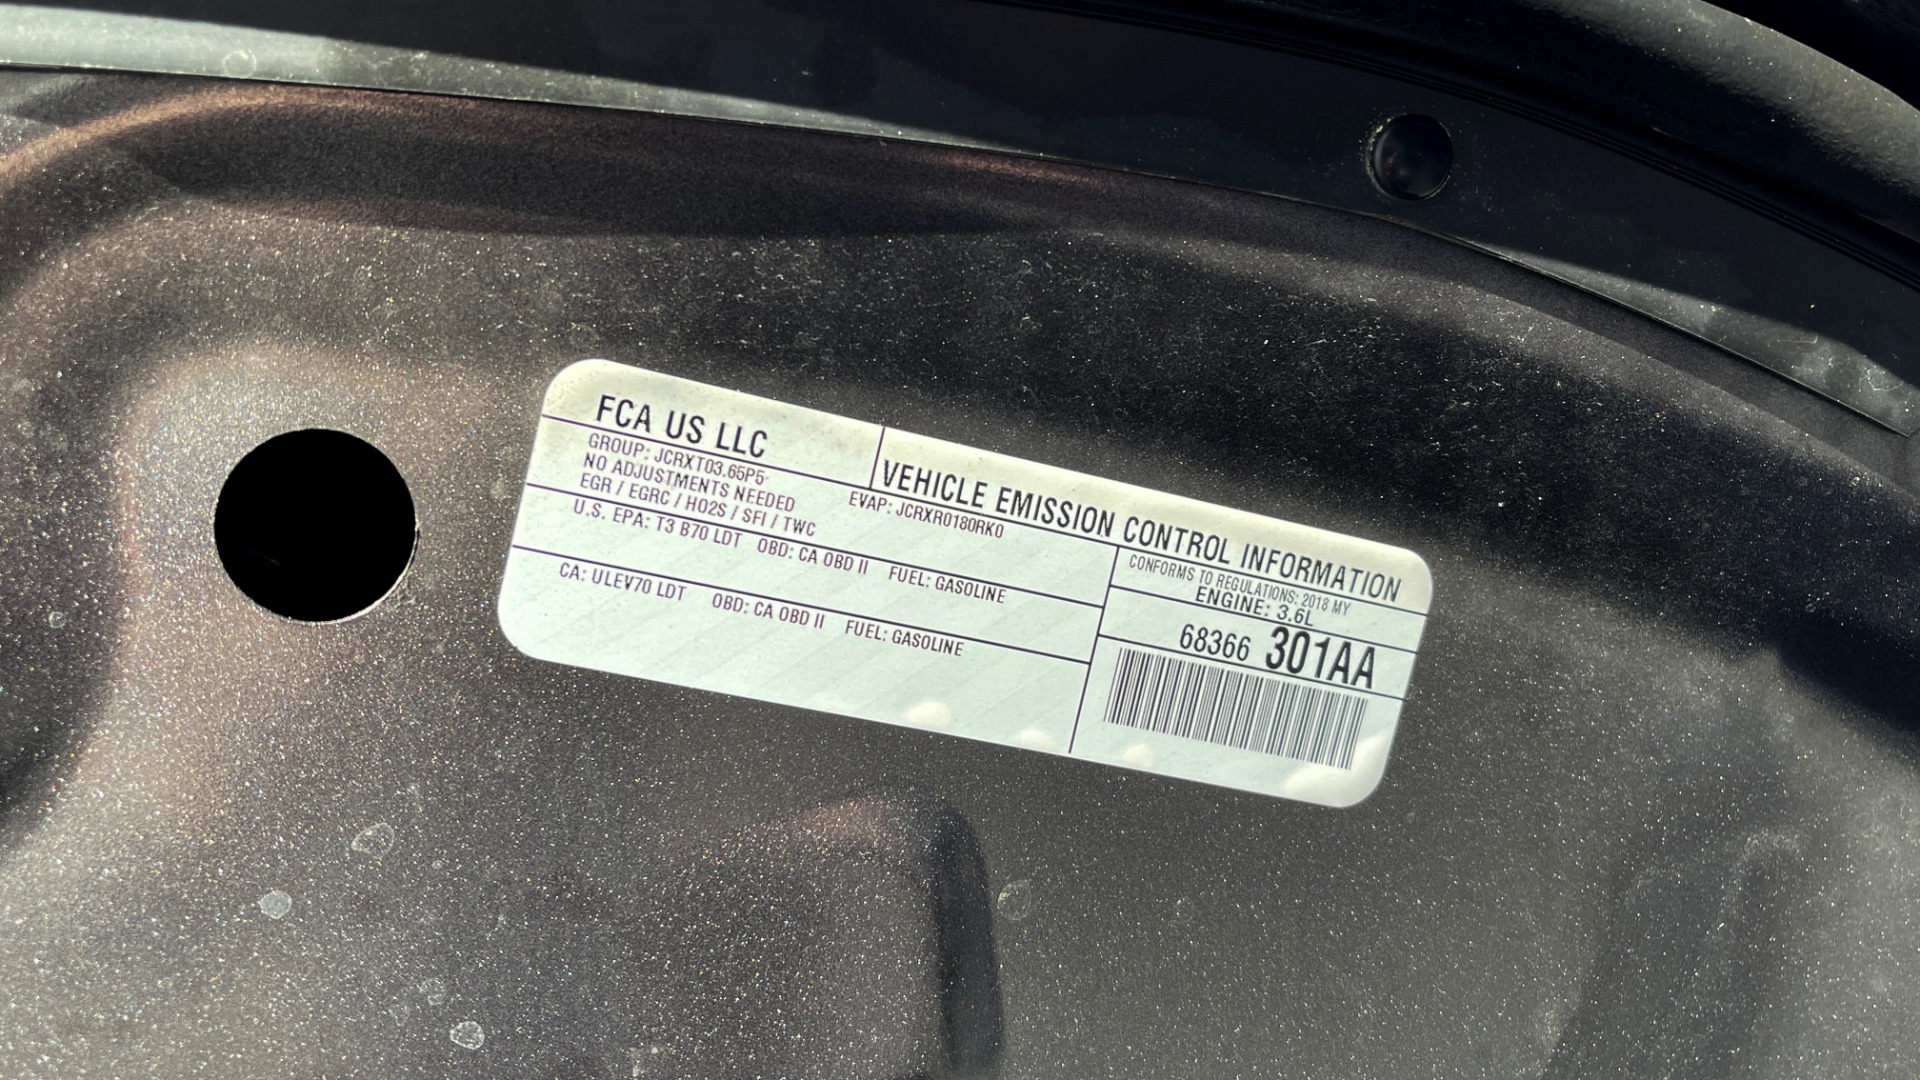 FCA US LLC
VEHICLE EMISSION CONTROL INFORMATION
GROUP: JCRXT03.65P5
EVAP: JCRXR0180RK0
NO ADJUSTMENTS NEEDED
EGR / EGRC / HO2S / SFI / TWC
CONFORMS TO REGULATIONS: 2018 MY
U.S. EPA: T3 B70 LDT OBD: CA OBD II FUEL: GASOLINE
ENGINE: 3.6L
CA: ULEV70 LDT OBD: CA OBD II FUEL: GASOLINE
68366 301AA